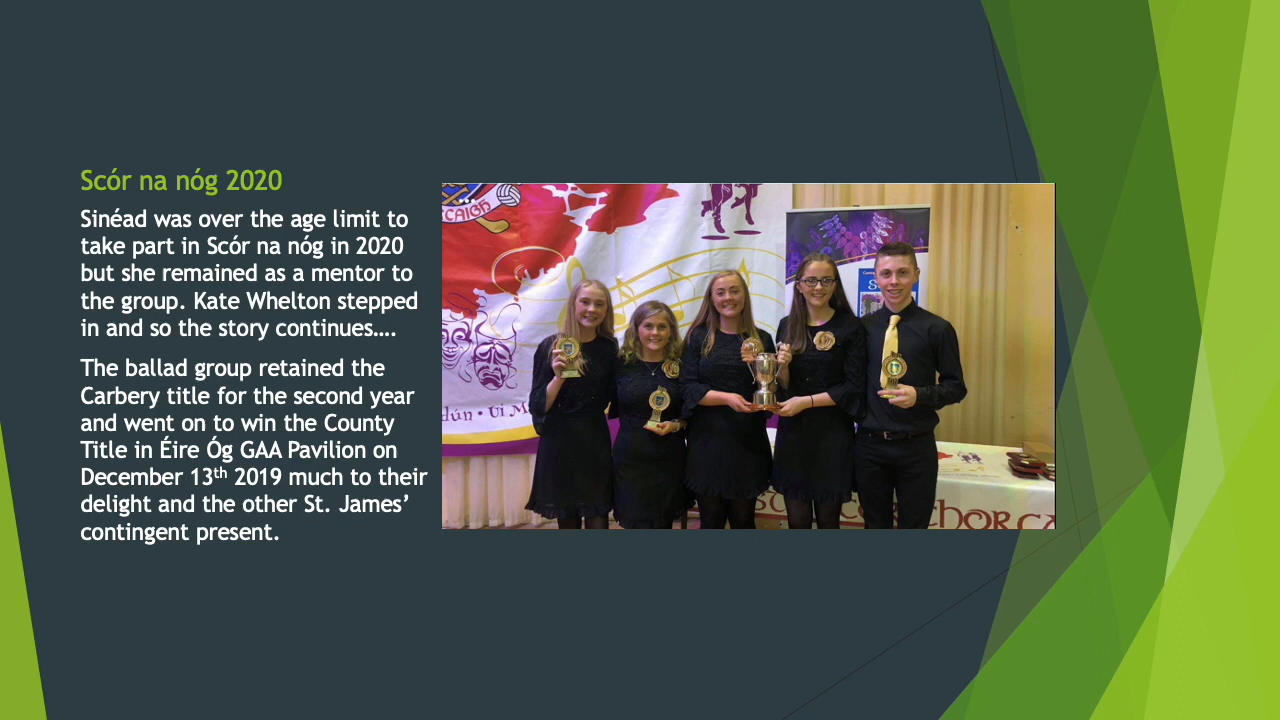 Scór na nóg 2020
Sinéad was over the age limit to
take part in Scór na nóg in 2020
but she remained as a mentor to
the group. Kate Whelton stepped
in and so the story continues….
The ballad group retained the
Carbery title for the second year
and went on to win the County
Title in Éire Óg GAA Pavilion on
December 13th 2019 much to their
delight and the other St. James’
contingent present.